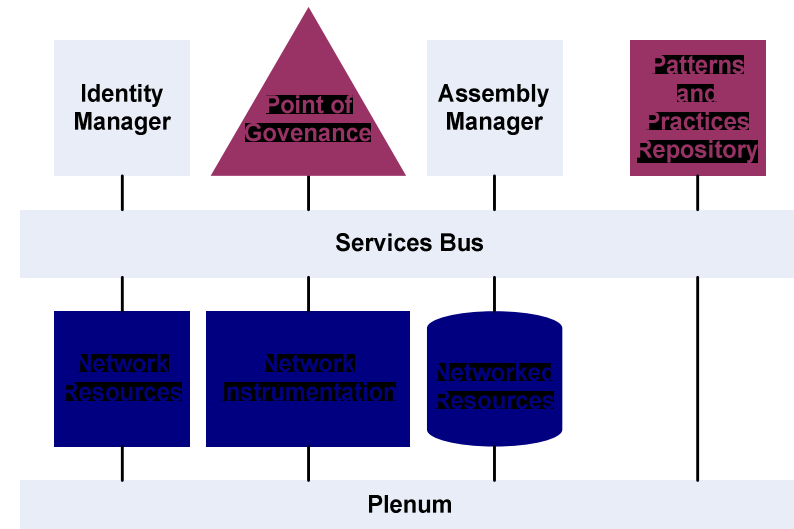 Identity
Manager
Point of
Govenance
Assembly
Manager
Patterns
and
Practices
Repository
Services Bus
Network
Resources
Network
Instrumentation
Networked
Resources
Plenum